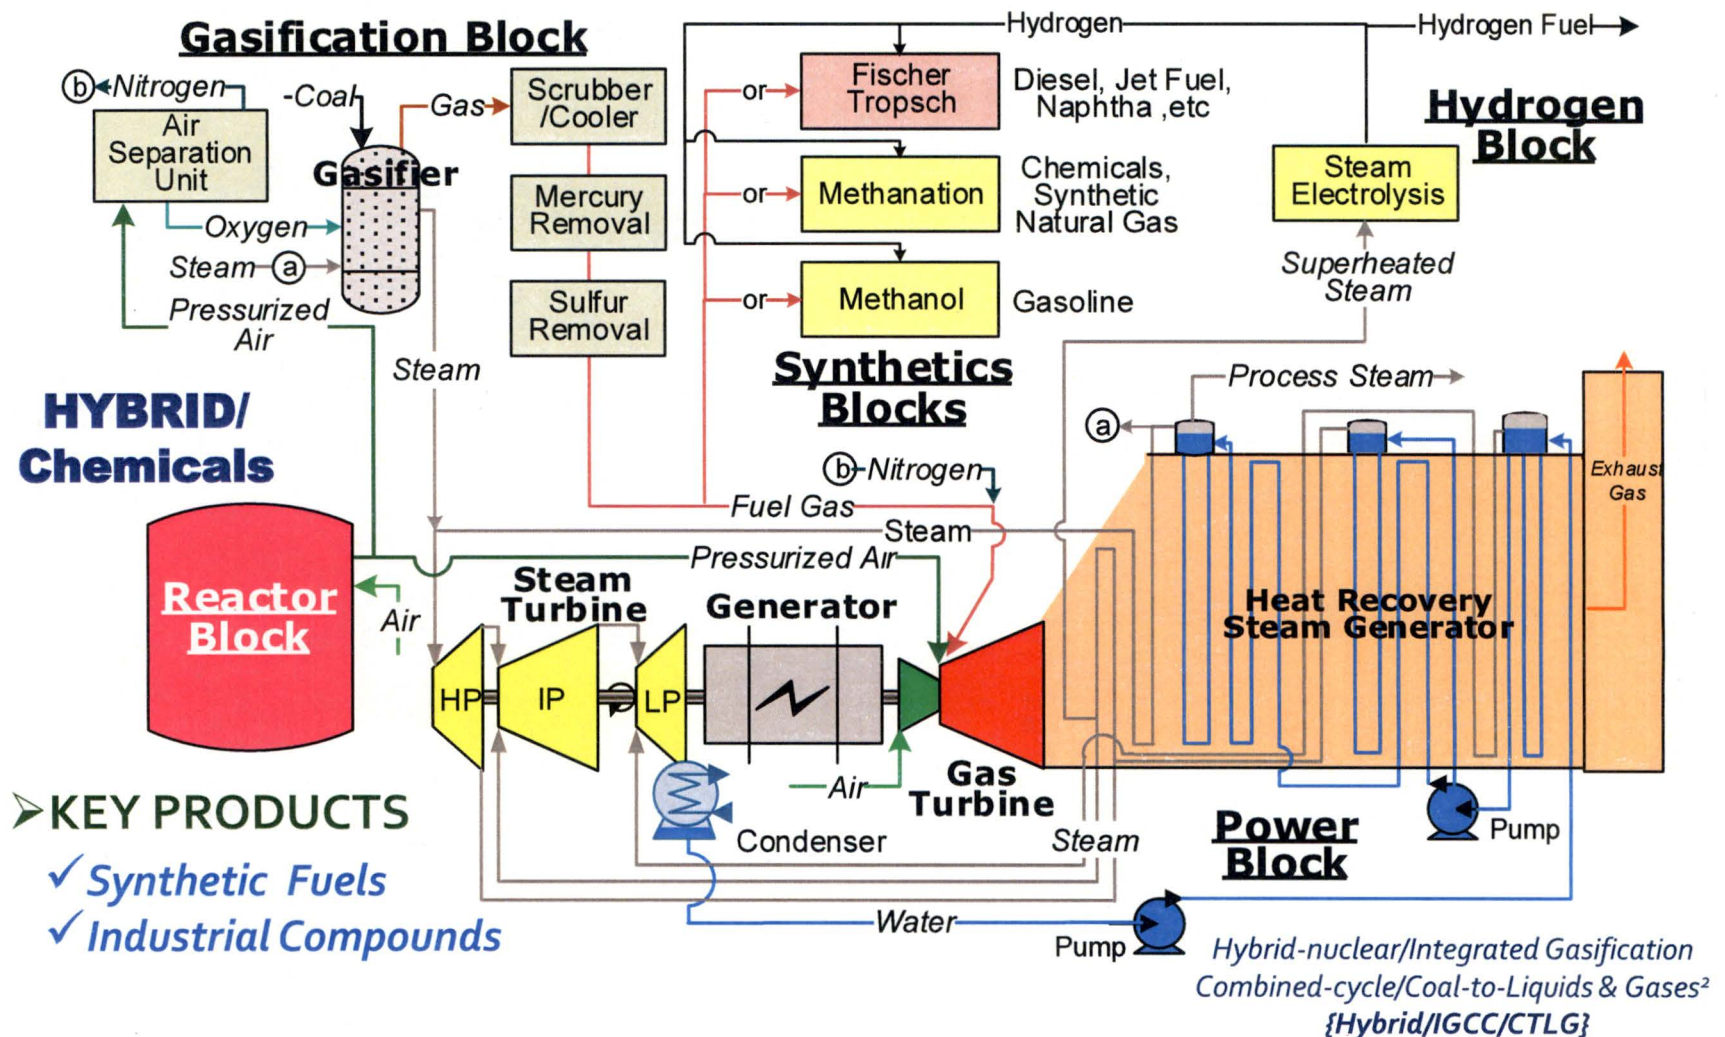 Gasification Block
Hydrogen
Hydrogen Fuel
b
Nitrogen
-Coal
Gas
Scrubber
/Cooler
or
Fischer
Tropsch
Diesel, Jet Fuel,
Naphtha ,etc
Hydrogen
Block
Air
Separation
Unit
Gasifier
Mercury
Removal
or
Methanation
Chemicals,
Synthetic
Natural Gas
Steam
Electrolysis
Oxygen
Steam
a
Superheated
Steam
Pressurized
Air
Sulfur
Removal
or
Methanol
Gasoline
Steam
Synthetics
Blocks
Process Steam
a
HYBRID/
Chemicals
b
Nitrogen
Exhaust
Gas
Fuel Gas
Steam
Pressurized Air
Reactor
Block
Air
Steam
Turbine
Generator
Heat Recovery
Steam Generator
HP
IP
LP
Air
Gas
Turbine
KEY PRODUCTS
Synthetic Fuels
Industrial Compounds
Condenser
Steam
Power
Block
Pump
Water
Pump
Hybrid-nuclear/Integrated Gasification
Combined-cycle/Coal-to-Liquids & Gases²
{Hybrid/IGCC/CTLG}